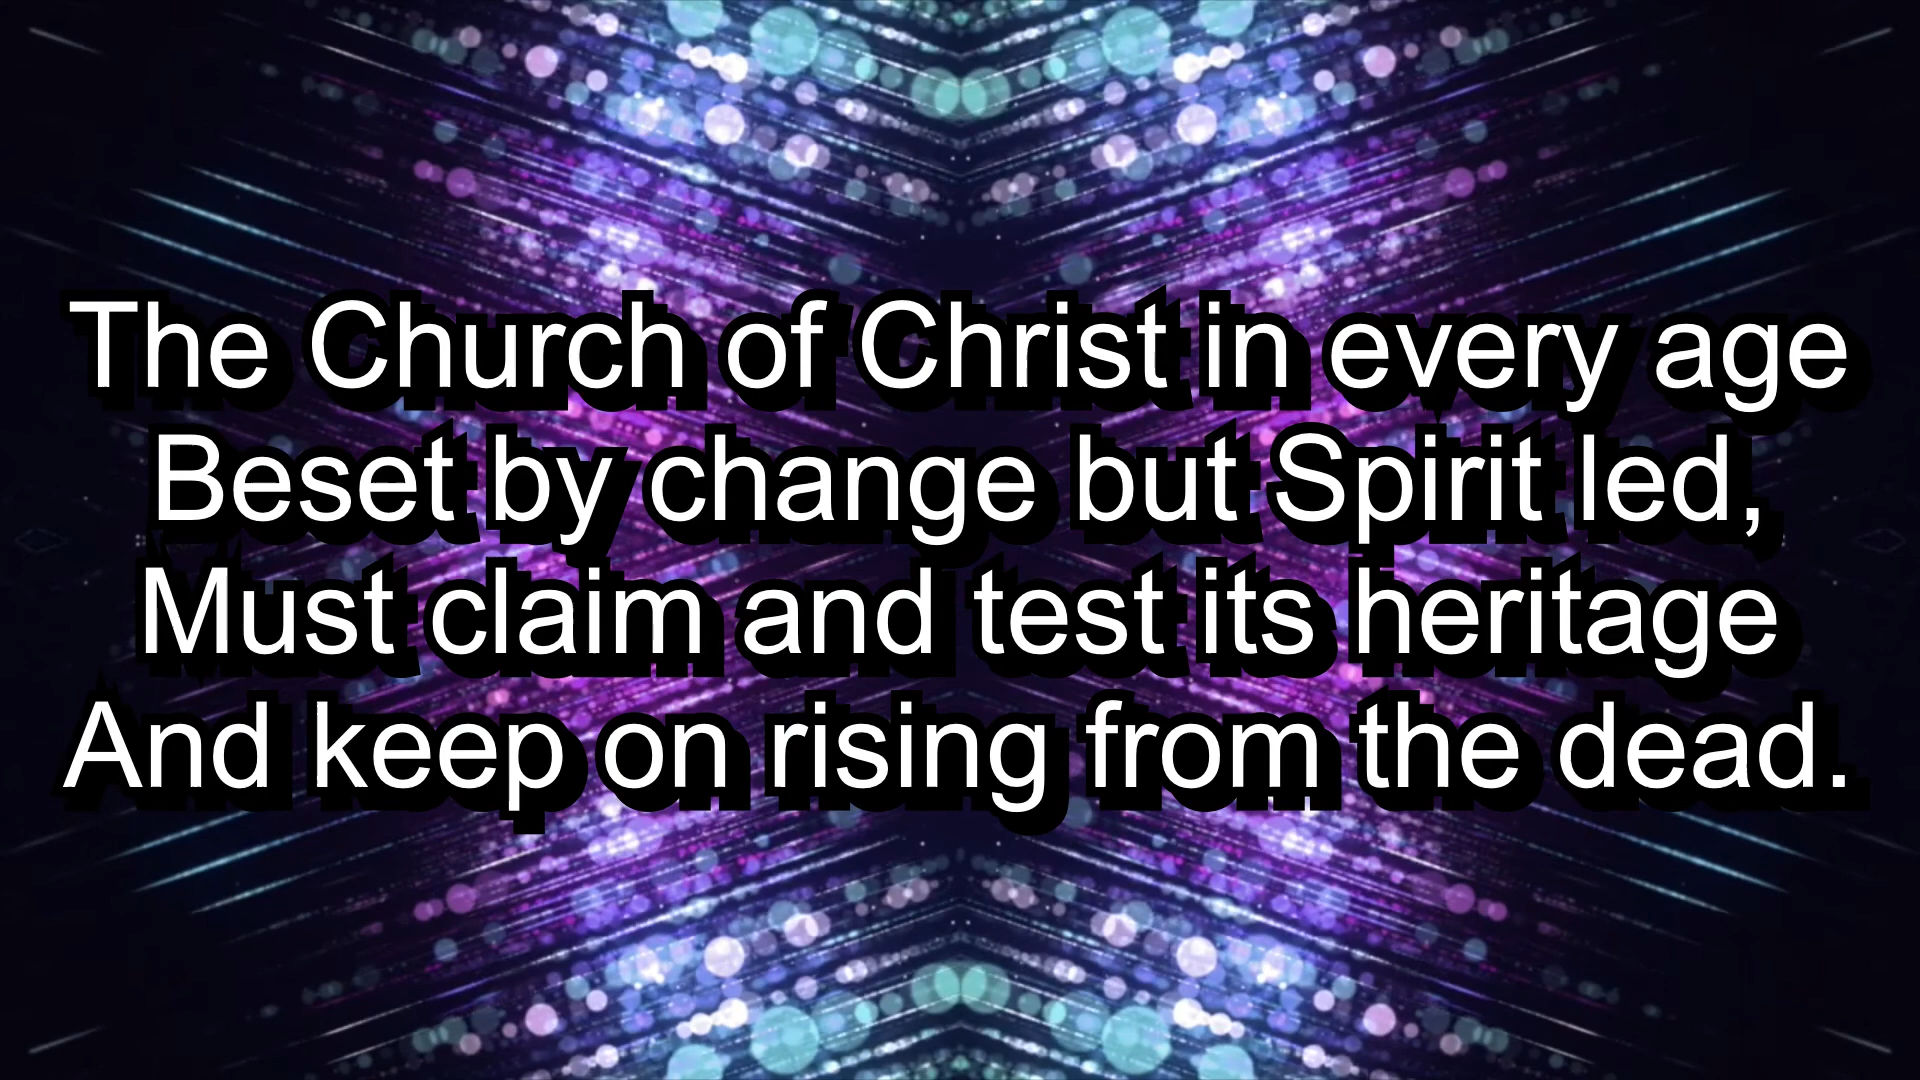 The Church of Christ in every age
Beset by change but Spirit led,
Must claim and test its heritage
And keep on rising from the dead.